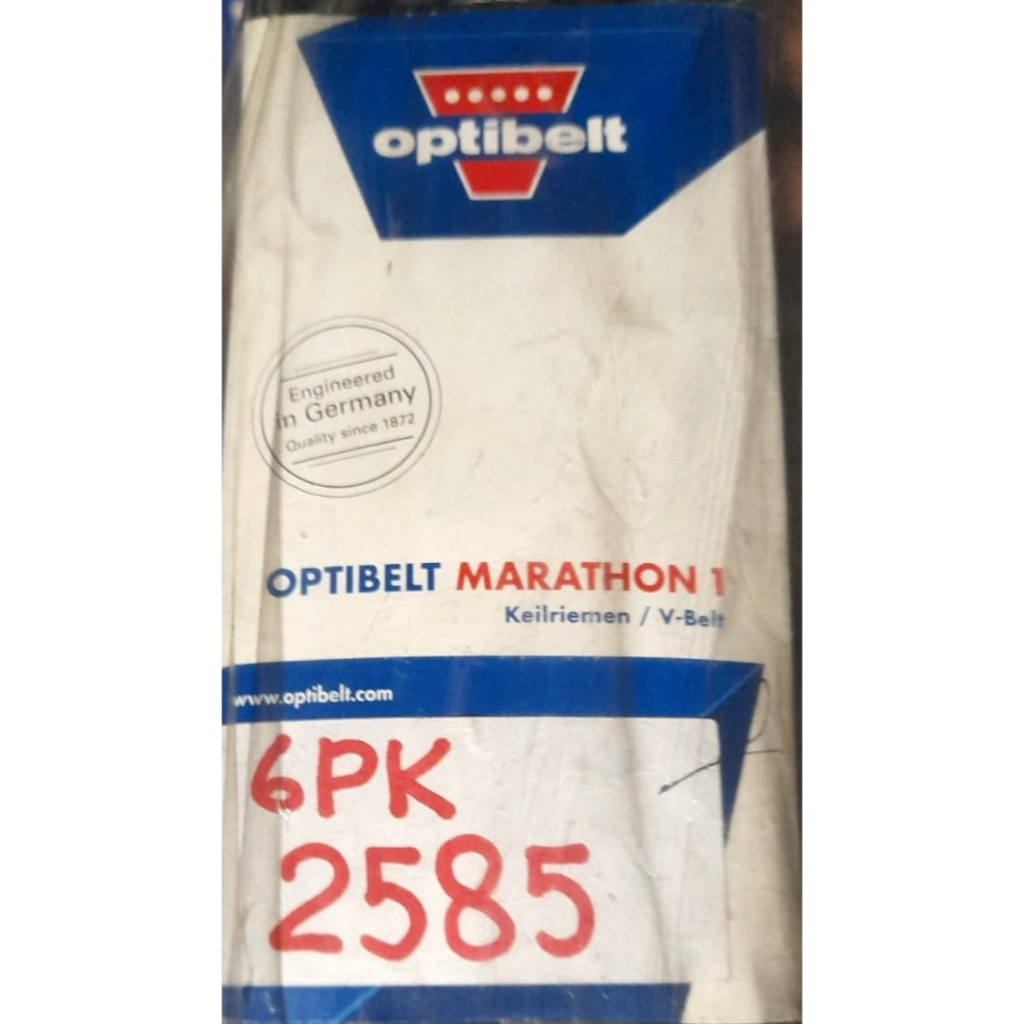 optibelt
Engineered
in Germany
Quality since 1872
OPTIBELT MARATHON 1
Keilriemen / V-Belt
www.optibelt.com
6PK
2585